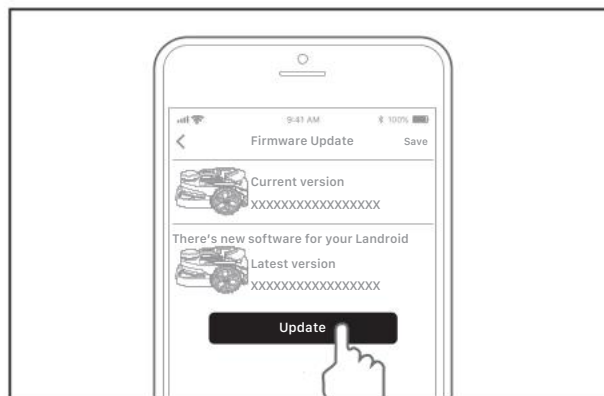 9:41 AM 100%
Firmware Update Save
Current version
XXXXXXXXXXXXXXXXX
There's new software for your Landroid
Latest version
XXXXXXXXXXXXXXXXX
Update